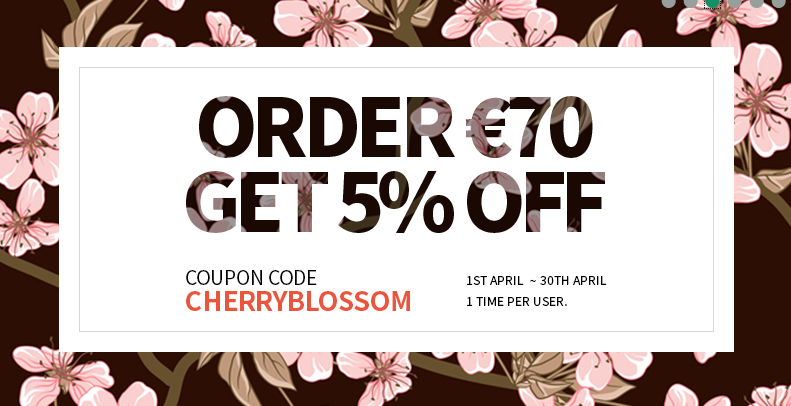 ORDER €70
GET 5% OFF
COUPON CODE
CHERRYBLOSSOM
1ST APRIL ~ 30TH APRIL
1 TIME PER USER.